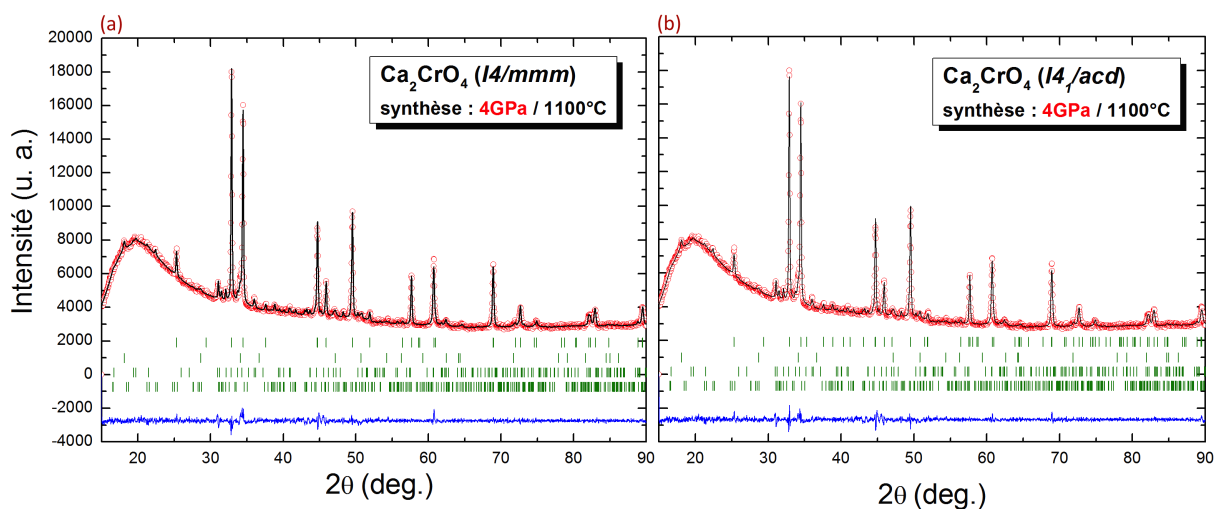 (a)
Ca₂CrO₄ (I4/mmm)
synthèse : 4GPa / 1100°C
Intensité (u. a.)
20000
18000
16000
14000
12000
10000
8000
6000
4000
2000
0
-2000
-4000
20 30 40 50 60 70 80 90
2θ (deg.)
(b)
Ca₂CrO₄ (I4₁/acd)
synthèse : 4GPa / 1100°C
20 30 40 50 60 70 80 90
2θ (deg.)